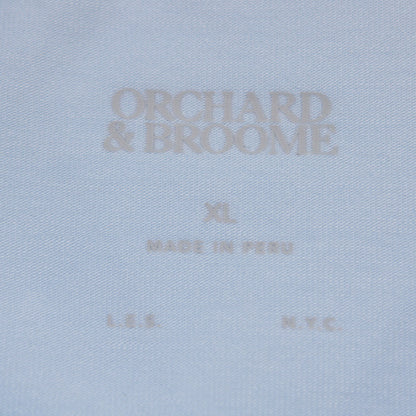 ORCHARD
& BROOME
XL
MADE IN PERU
L.E.S. N.Y.C.